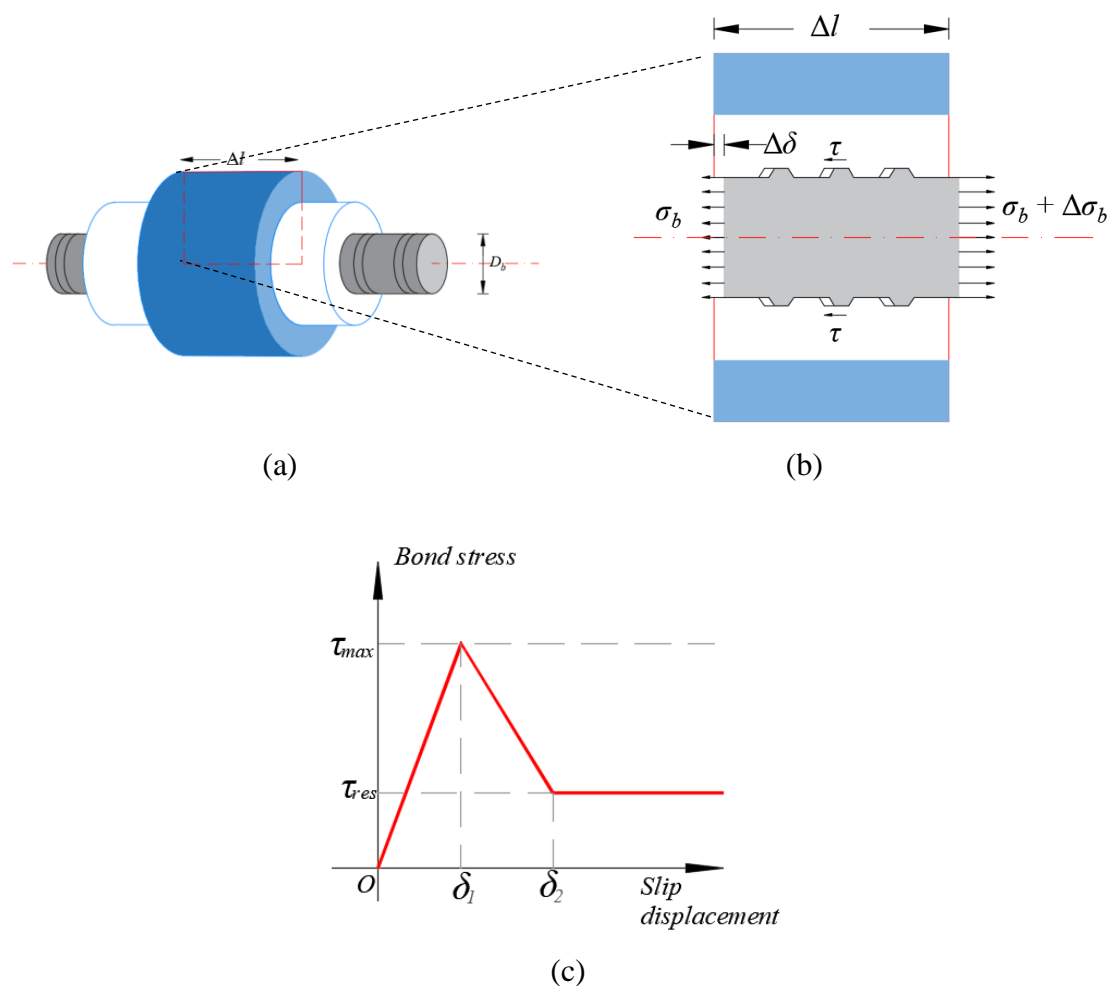 Δl
Δl
D_b
Δδ
τ
σ_b
σ_b + Δσ_b
τ
(a)
(b)
Bond stress
τ_max
τ_res
O
δ_1
δ_2
Slip
displacement
(c)